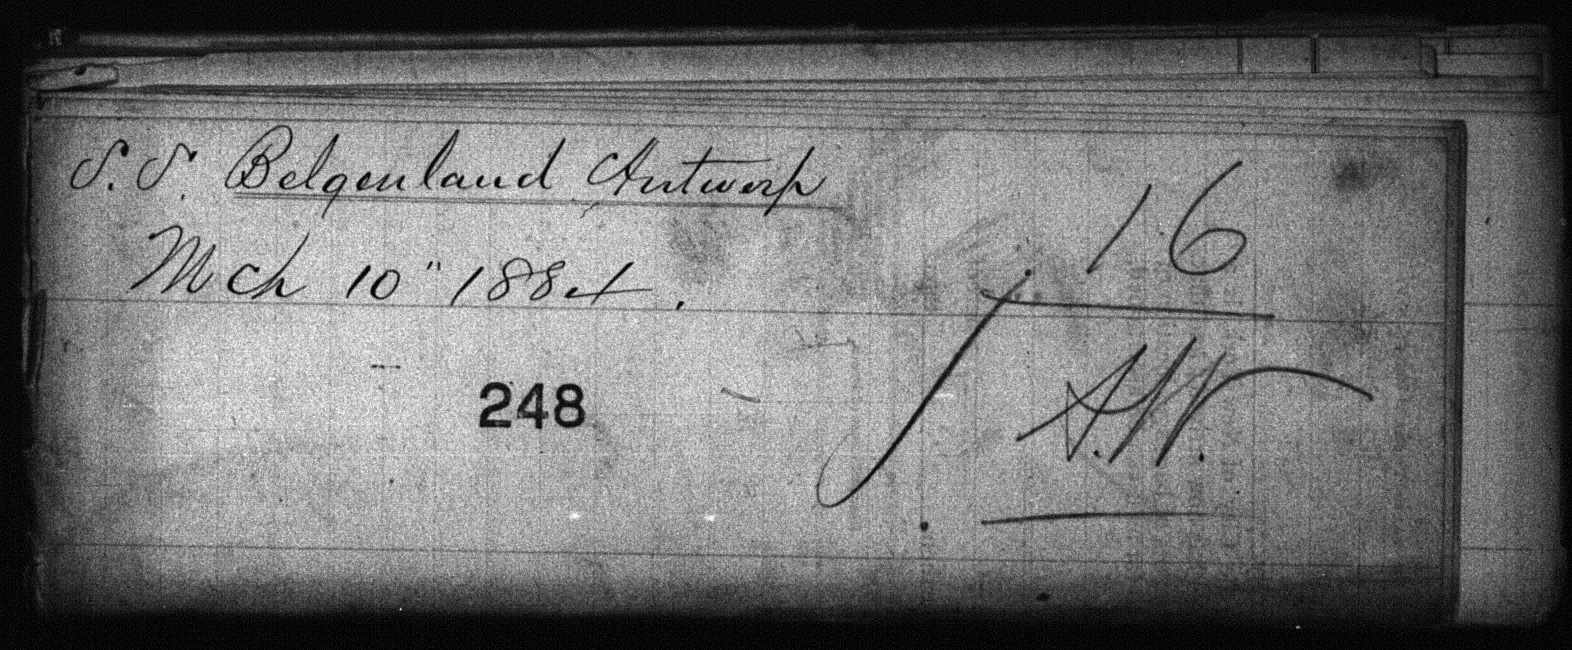 S. S. Belgenland Antwerp
Mch 10" 1884.
16
248